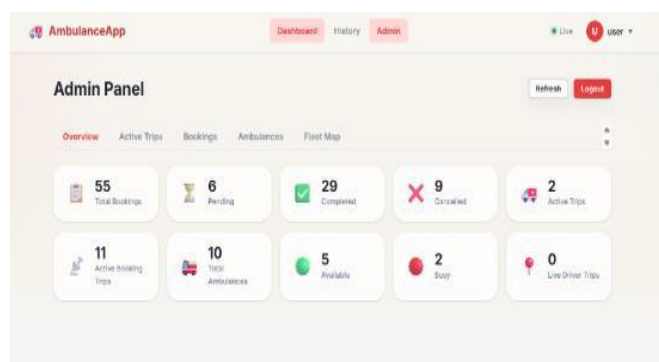 AmbulanceApp
Dashboard History Admin
Live
U user
Admin Panel
Refresh Logout
Overview Active Trips Bookings Ambulances Fleet Map
55
Total Bookings
6
Pending
29
Completed
9
Cancelled
2
Active Trips
11
Active Booking
Trips
10
Total
Ambulances
5
Available
2
Busy
0
Live Driver Trips